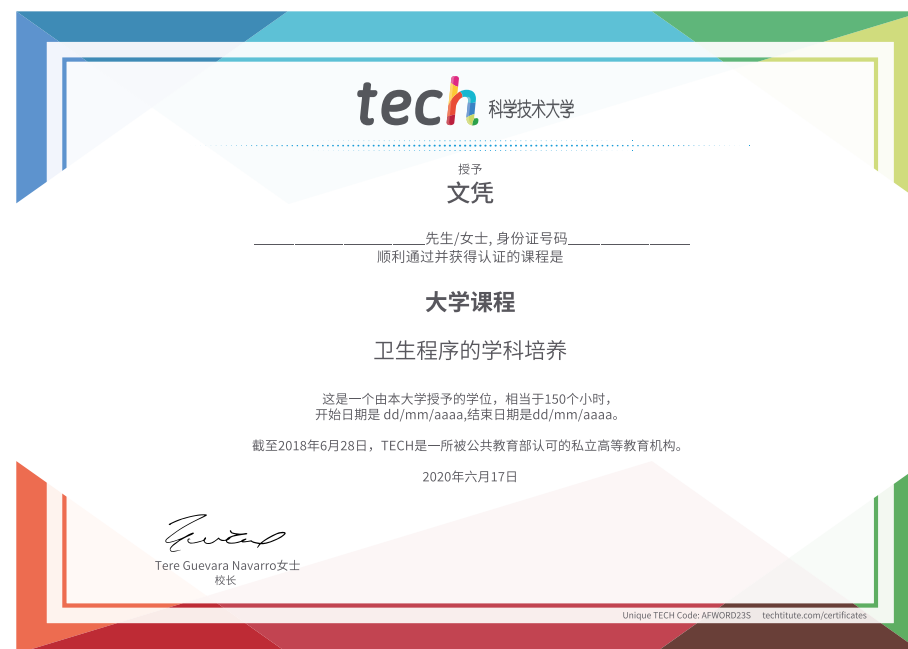 tech 科学技术大学
授予
文凭
________________________先生/女士, 身份证号码________________
顺利通过并获得认证的课程是
大学课程
卫生程序的学科培养
这是一个由本大学授予的学位，相当于150个小时，
开始日期是 dd/mm/aaaa,结束日期是dd/mm/aaaa。
截至2018年6月28日，TECH是一所被公共教育部认可的私立高等教育机构。
2020年六月17日
Tere Guevara Navarro女士
校长
Unique TECH Code: AFWORD23S techtitute.com/certificates